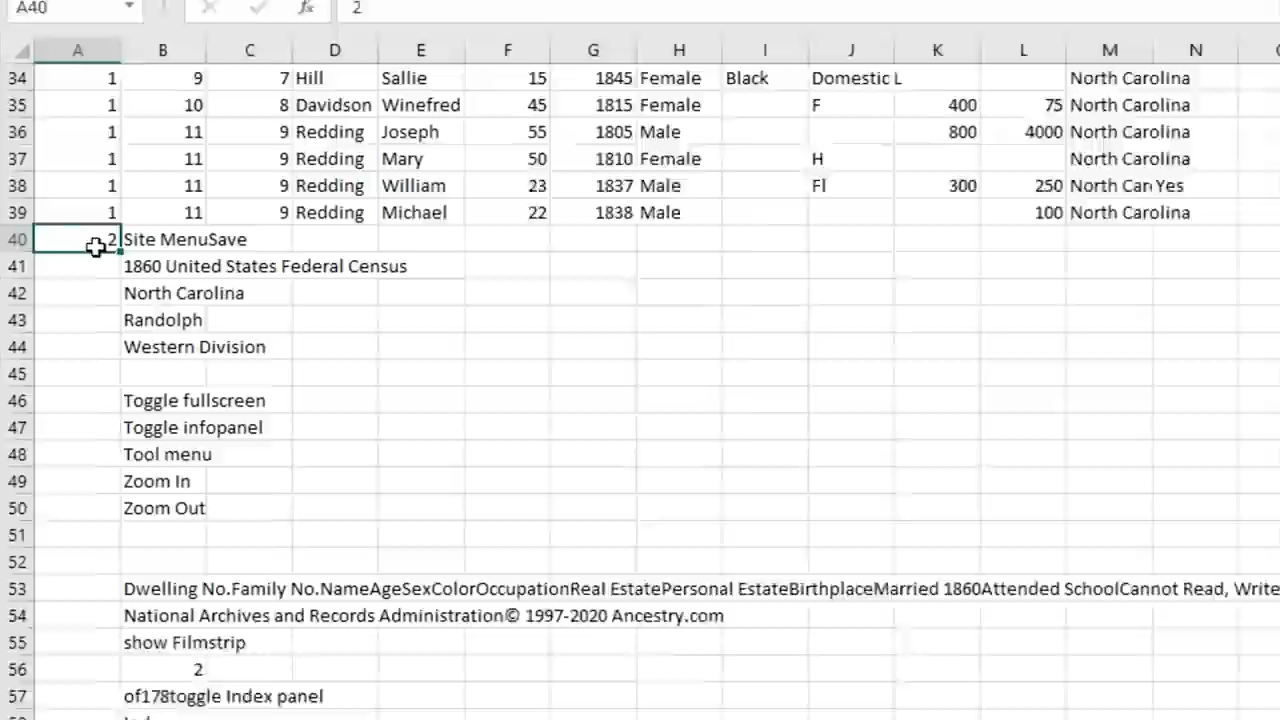 A40 fx 2
A B C D E F G H I J K L M N
34 1 9 7 Hill Sallie 15 1845 Female Black Domestic L North Carolina
35 1 10 8 Davidson Winefred 45 1815 Female F 400 75 North Carolina
36 1 11 9 Redding Joseph 55 1805 Male 800 4000 North Carolina
37 1 11 9 Redding Mary 50 1810 Female H North Carolina
38 1 11 9 Redding William 23 1837 Male Fl 300 250 North Carr Yes
39 1 11 9 Redding Michael 22 1838 Male 100 North Carolina
40 2 Site MenuSave
41 1860 United States Federal Census
42 North Carolina
43 Randolph
44 Western Division
45
46 Toggle fullscreen
47 Toggle infopanel
48 Tool menu
49 Zoom In
50 Zoom Out
51
52
53 Dwelling No.Family No.NameAgeSexColorOccupationReal EstatePersonal EstateBirthplaceMarried 1860Attended SchoolCannot Read, Write
54 National Archives and Records Administration© 1997-2020 Ancestry.com
55 show Filmstrip
56 2
57 of178toggle Index panel